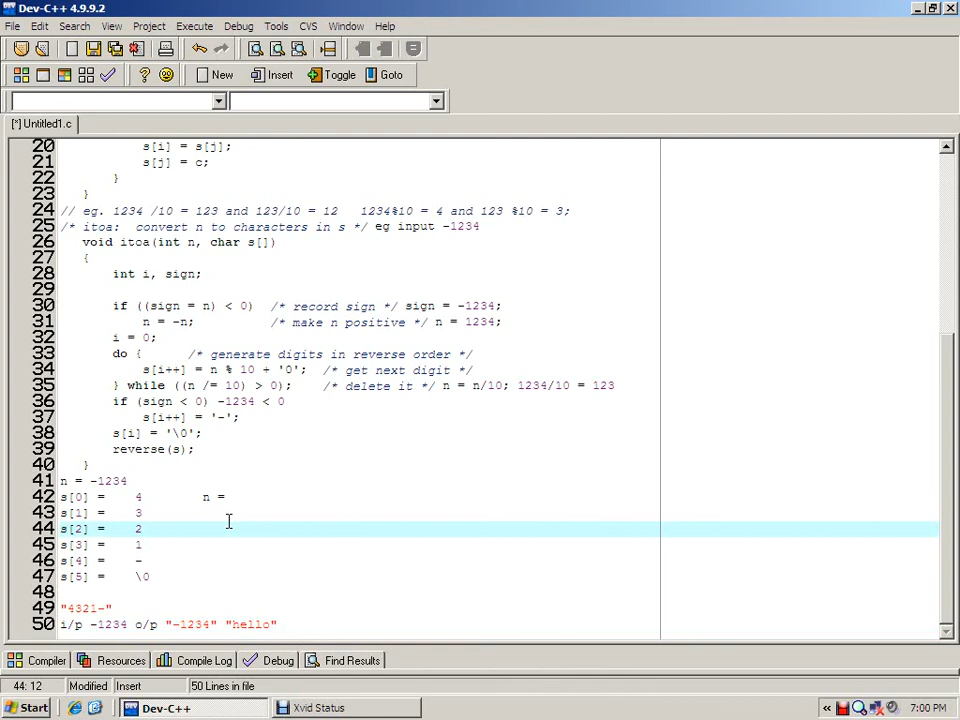 Dev-C++ 4.9.9.2
File Edit Search View Project Execute Debug Tools CVS Window Help
New Insert Toggle Goto
[*] Untitled1.c
20 s[i] = s[j];
21 s[j] = c;
22 }
23 }
24 // eg. 1234 /10 = 123 and 123/10 = 12 1234%10 = 4 and 123 %10 = 3;
25 /* itoa: convert n to characters in s */ eg input -1234
26 void itoa(int n, char s[])
27 {
28 int i, sign;
29
30 if ((sign = n) < 0) /* record sign */ sign = -1234;
31 n = -n; /* make n positive */ n = 1234;
32 i = 0;
33 do { /* generate digits in reverse order */
34 s[i++] = n % 10 + '0'; /* get next digit */
35 } while ((n /= 10) > 0); /* delete it */ n = n/10; 1234/10 = 123
36 if (sign < 0) -1234 < 0
37 s[i++] = '-';
38 s[i] = '\0';
39 reverse(s);
40 }
41 n = -1234
42 s[0] = 4 n =
43 s[1] = 3
44 s[2] = 2
45 s[3] = 1
46 s[4] = -
47 s[5] = \0
48
49 "4321-"
50 i/p -1234 o/p "-1234" "hello"
Compiler Resources Compile Log Debug Find Results
44: 12 Modified Insert 50 Lines in file
Start Dev-C++ Xvid Status « 7:00 PM